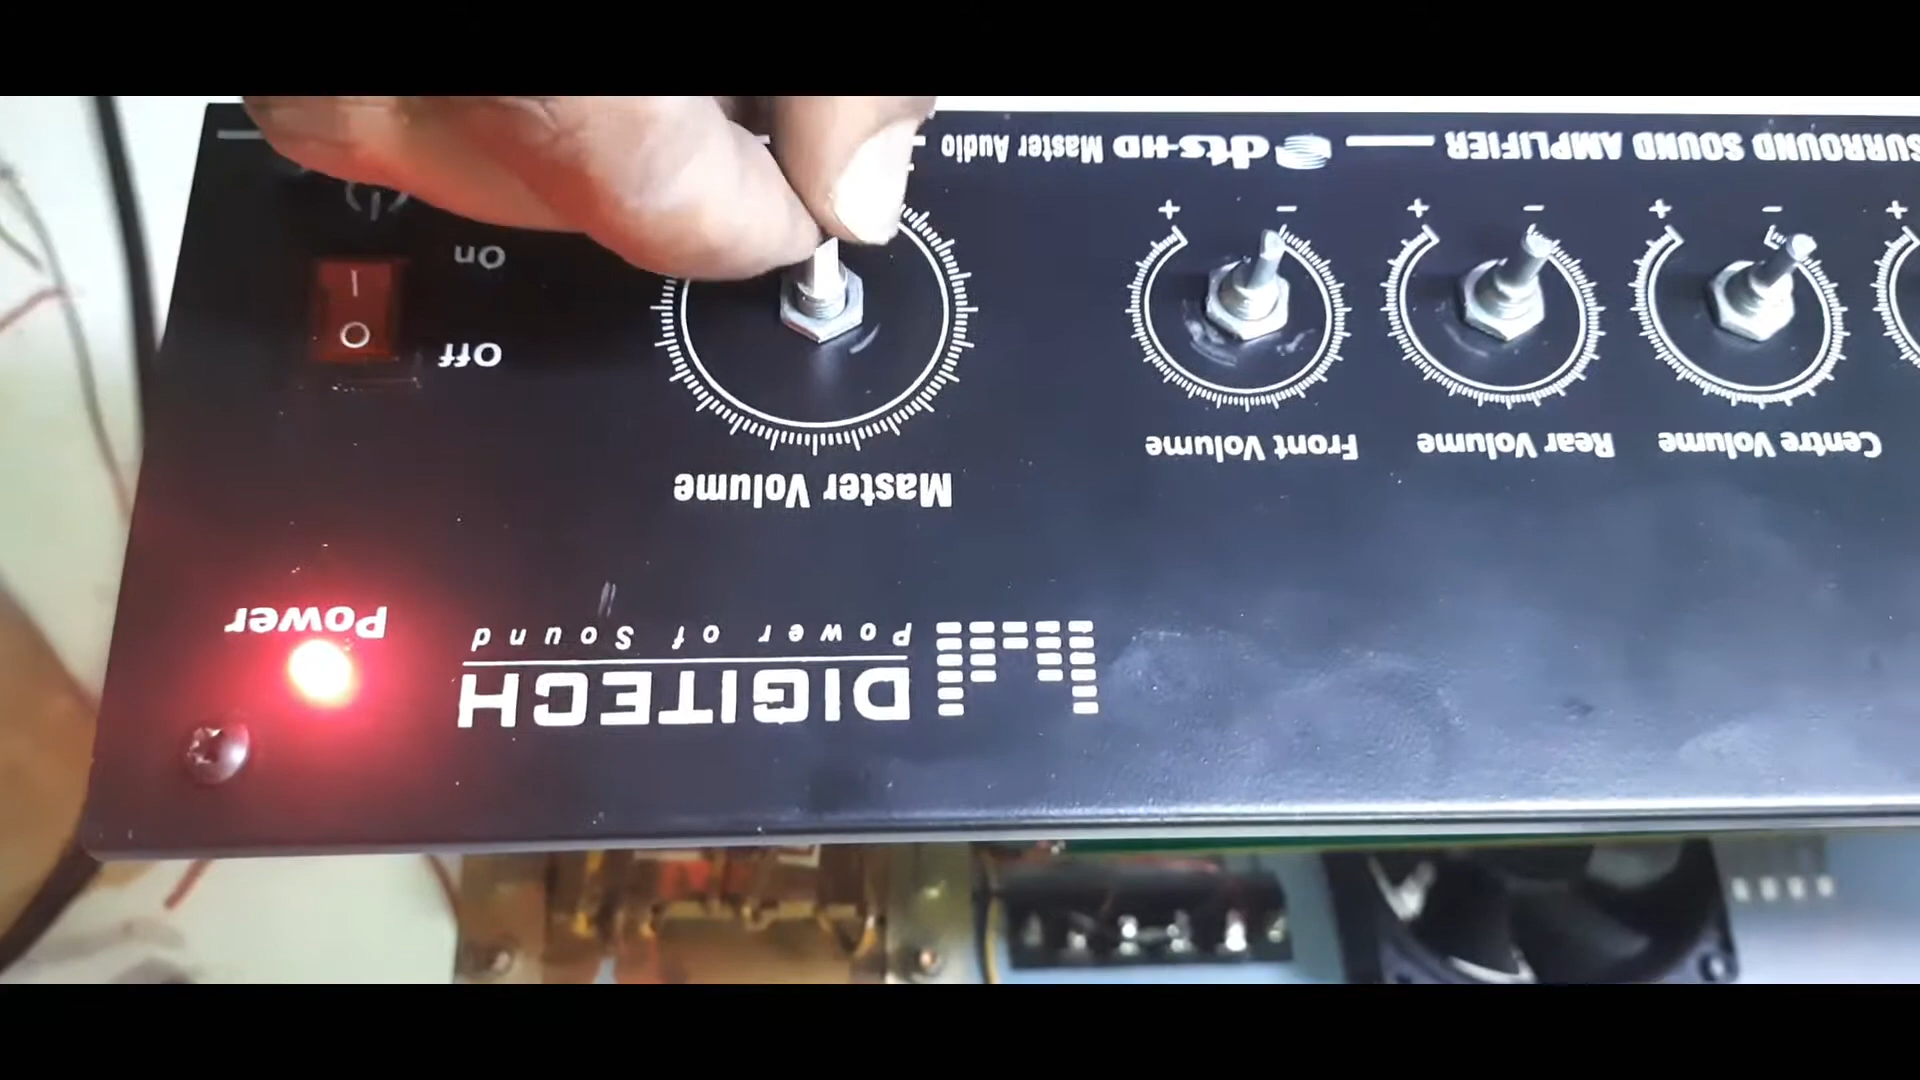 DIGITECH
Power of Sound
Power
Master Volume
Front Volume
Rear Volume
Centre Volume
Off
On
O
I
+ -
+ -
+ -
+
SURROUND SOUND AMPLIFIER
dts-HD Master Audio